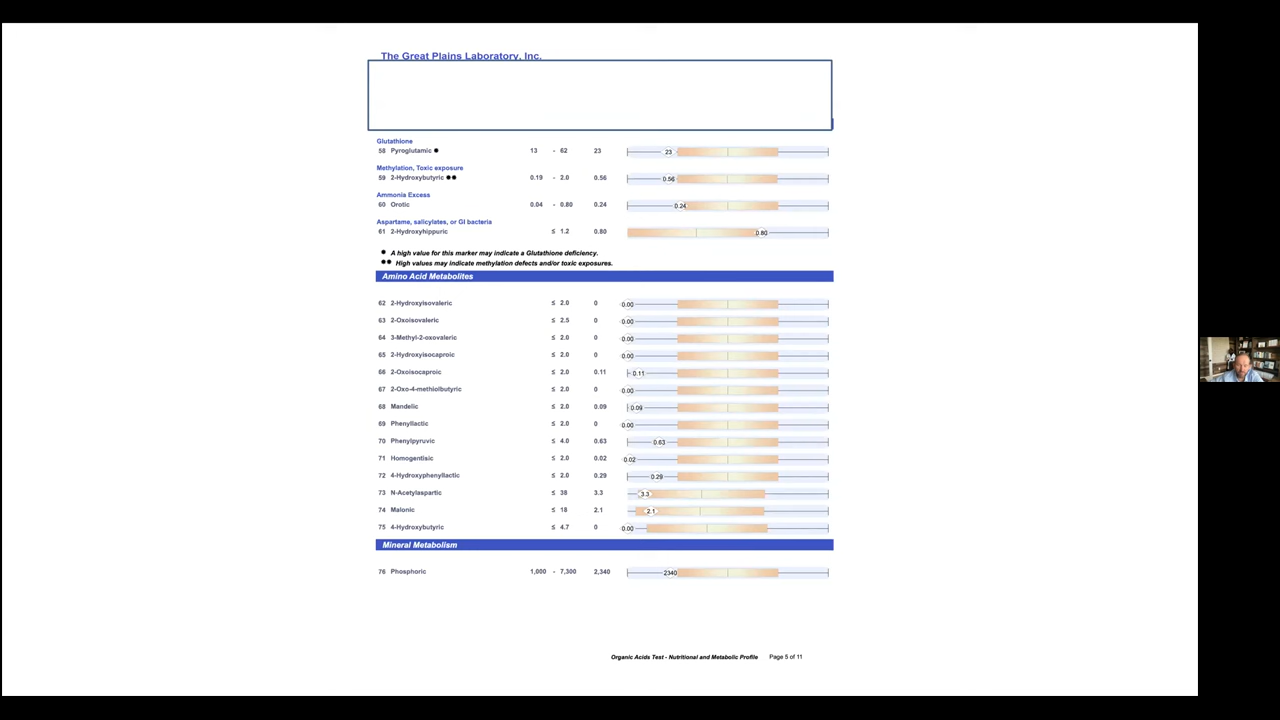 The Great Plains Laboratory, Inc.
Glutathione
58 Pyroglutamic ● 13 - 62 23 23
Methylation, Toxic exposure
59 2-Hydroxybutyric ●● 0.19 - 2.0 0.56 0.56
Ammonia Excess
60 Orotic 0.04 - 0.80 0.24 0.24
Aspartame, salicylates, or GI bacteria
61 2-Hydroxyhippuric ≤ 1.2 0.80 0.80
● A high value for this marker may indicate a Glutathione deficiency.
●● High values may indicate methylation defects and/or toxic exposures.
Amino Acid Metabolites
62 2-Hydroxyisovaleric ≤ 2.0 0 0.00
63 2-Oxoisovaleric ≤ 2.5 0 0.00
64 3-Methyl-2-oxovaleric ≤ 2.0 0 0.00
65 2-Hydroxyisocaproic ≤ 2.0 0 0.00
66 2-Oxoisocaproic ≤ 2.0 0.11 0.11
67 2-Oxo-4-methiolbutyric ≤ 2.0 0 0.00
68 Mandelic ≤ 2.0 0.09 0.09
69 Phenyllactic ≤ 2.0 0 0.00
70 Phenylpyruvic ≤ 4.0 0.63 0.63
71 Homogentisic ≤ 2.0 0.02 0.02
72 4-Hydroxyphenyllactic ≤ 2.0 0.29 0.29
73 N-Acetylaspartic ≤ 38 3.3 3.3
74 Malonic ≤ 18 2.1 2.1
75 4-Hydroxybutyric ≤ 4.7 0 0.00
Mineral Metabolism
76 Phosphoric 1,000 - 7,300 2,340 2340
Organic Acids Test - Nutritional and Metabolic Profile Page 5 of 11